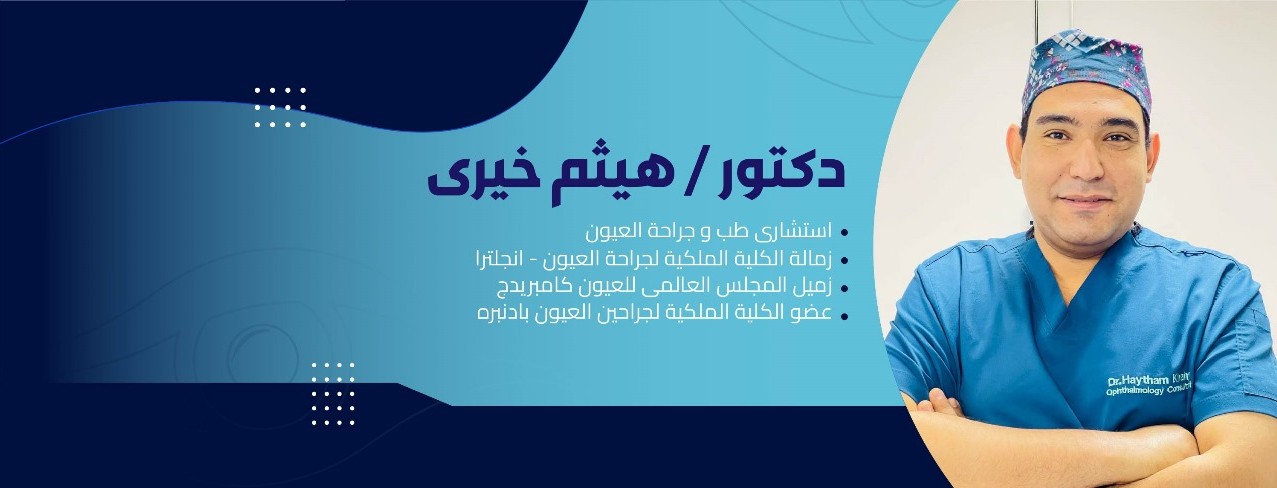 دكتور / هيثم خيرى
استشارى طب و جراحة العيون
زمالة الكلية الملكية لجراحة العيون - انجلترا
زميل المجلس العالمى للعيون كامبريدج
عضو الكلية الملكية لجراحين العيون بادنبره
Dr.Haytham
Ophthalmology